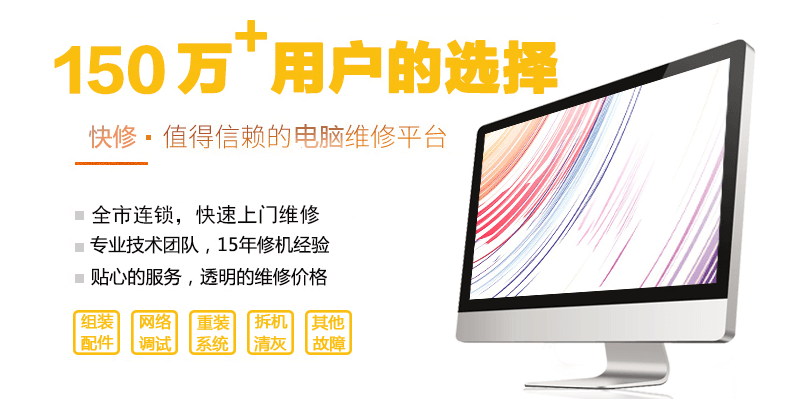 150万+用户的选择
快修·值得信赖的电脑维修平台
全市连锁，快速上门维修
专业技术团队，15年修机经验
贴心的服务，透明的维修价格
组装 网络 重装 拆机 其他
配件 调试 系统 清灰 故障